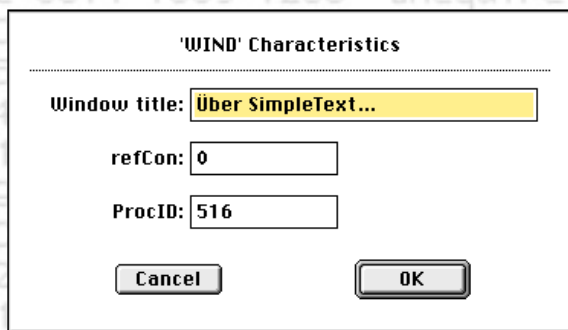 'WIND' Characteristics
Window title: Über SimpleText...
refCon: 0
ProcID: 516
Cancel OK